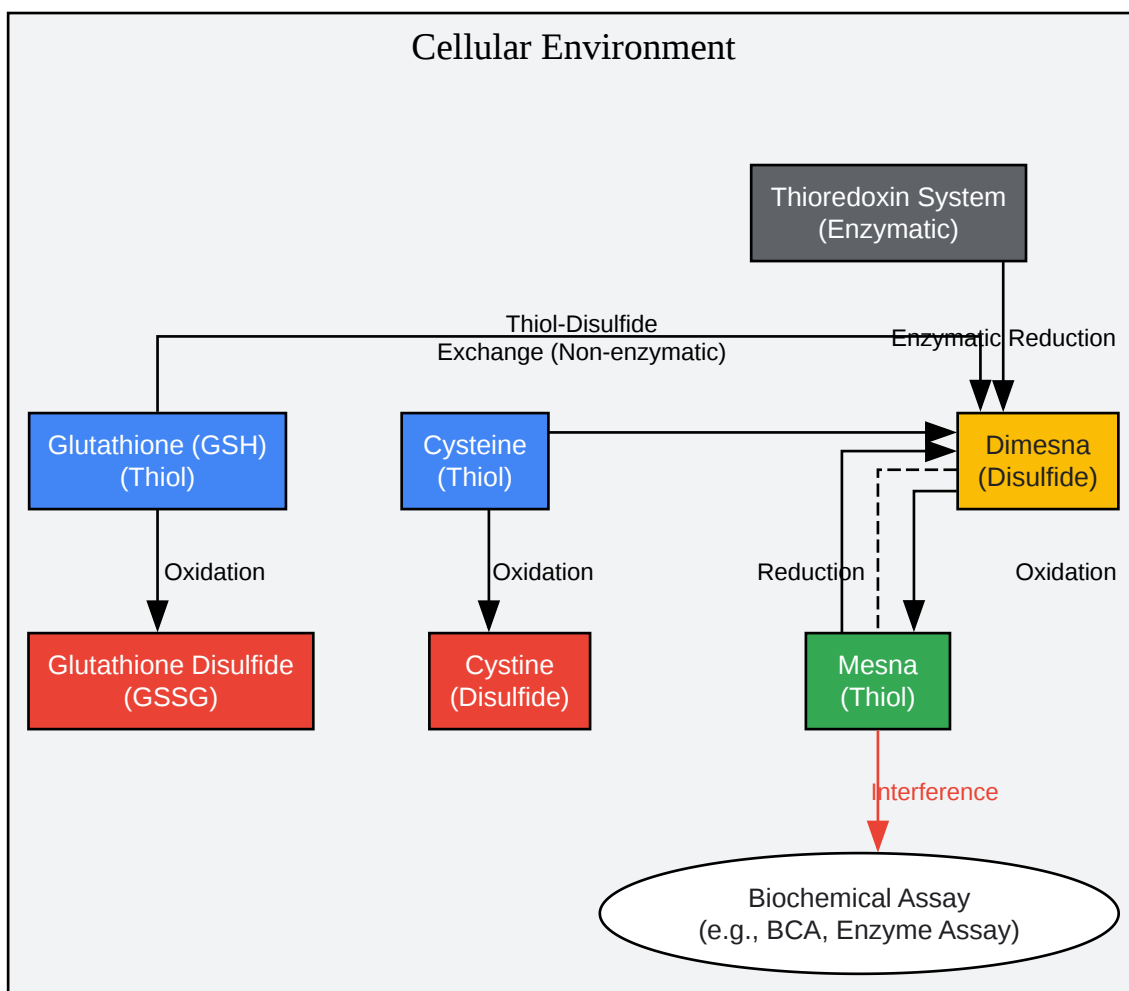 Cellular Environment
Thioredoxin System
(Enzymatic)
Thiol-Disulfide
Exchange (Non-enzymatic)
Enzymatic Reduction
Glutathione (GSH)
(Thiol)
Cysteine
(Thiol)
Dimesna
(Disulfide)
Oxidation
Oxidation
Reduction
Oxidation
Glutathione Disulfide
(GSSG)
Cystine
(Disulfide)
Mesna
(Thiol)
Interference
Biochemical Assay
(e.g., BCA, Enzyme Assay)